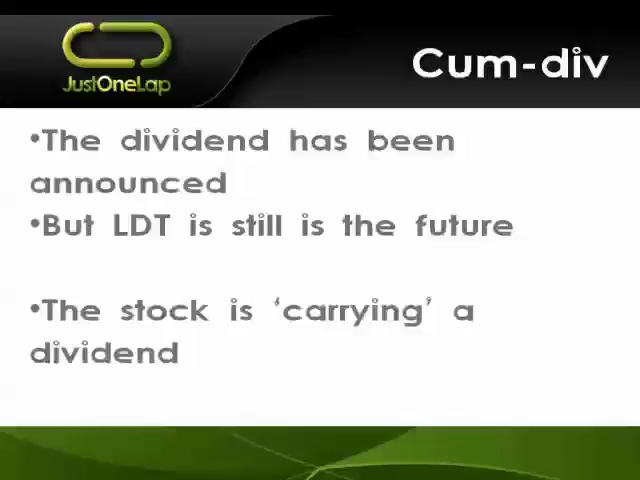 JustOneLap
Cum-div
•The dividend has been
announced
•But LDT is still is the future
•The stock is ‘carrying’ a
dividend